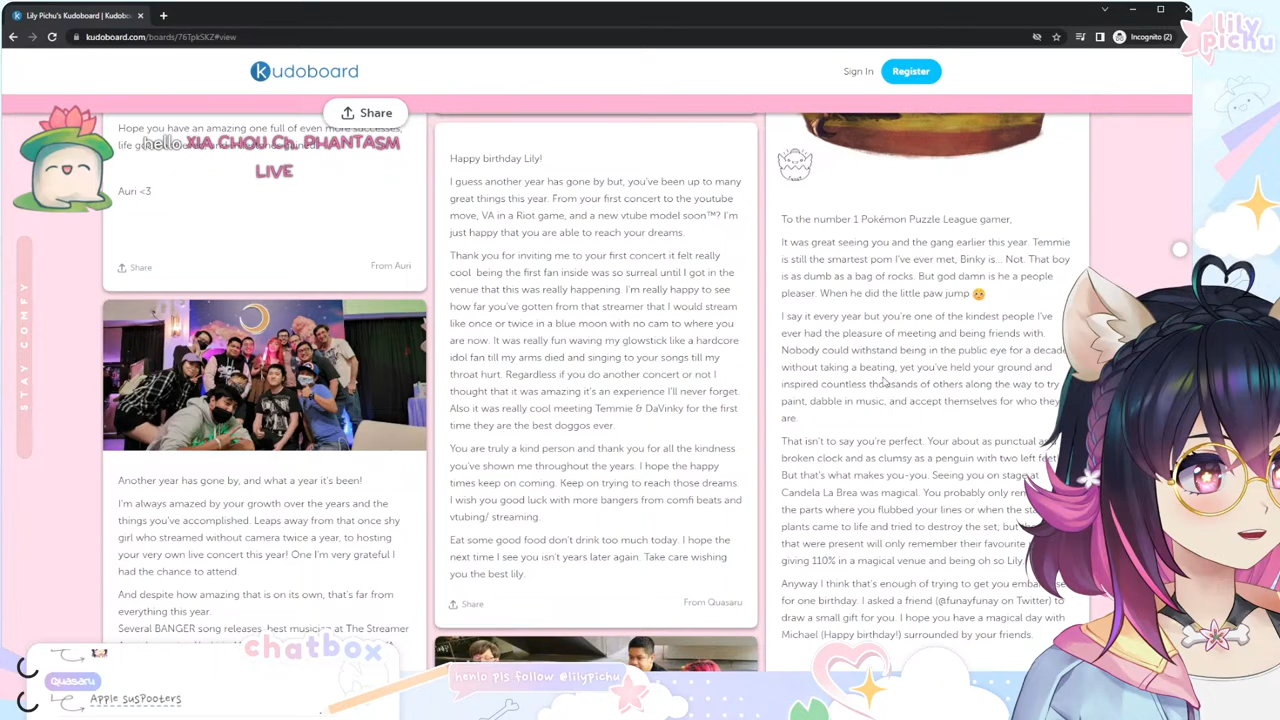 Lily Pichu's Kudoboard | Kudobo
kudoboard.com/boards/76TpkSKZ#view
Incognito (2)
lily
pichu
kudoboard
Sign In
Register
Share
Hope you have an amazing one full of even more successes,
life
hello XIA CHOU Ch. PHANTASM
LIVE
Auri <3
Share
From Auri
STAY COMFY
Another year has gone by, and what a year it's been!
I'm always amazed by your growth over the years and the
things you've accomplished. Leaps away from that once shy
girl who streamed without camera twice a year, to hosting
your very own live concert this year! One I'm very grateful I
had the chance to attend.
And despite how amazing that is on its own, that's far from
everything this year.
Several BANGER song releases, best musician at The Streamer
chatbox
Quasaru
Apple susPooters
Happy birthday Lily!
I guess another year has gone by but, you've been up to many
great things this year. From your first concert to the youtube
move, VA in a Riot game, and a new vtube model soon™? I'm
just happy that you are able to reach your dreams.
Thank you for inviting me to your first concert it felt really
cool being the first fan inside was so surreal until I got in the
venue that this was really happening. I'm really happy to see
how far you've gotten from that streamer that I would stream
like once or twice in a blue moon with no cam to where you
are now. It was really fun waving my glowstick like a hardcore
idol fan till my arms died and singing to your songs till my
throat hurt. Regardless if you do another concert or not I
thought that it was amazing it's an experience I'll never forget.
Also it was really cool meeting Temmie & DaVinky for the first
time they are the best doggos ever.
You are truly a kind person and thank you for all the kindness
you've shown me throughout the years. I hope the happy
times keep on coming. Keep on trying to reach those dreams.
I wish you good luck with more bangers from comfi beats and
vtubing/ streaming.
Eat some good food don't drink too much today. I hope the
next time I see you isn't years later again. Take care wishing
you the best lily.
Share
From Quasaru
henlo pls follow @lilypichu
To the number 1 Pokémon Puzzle League gamer,
It was great seeing you and the gang earlier this year. Temmie
is still the smartest pom I've ever met, Binky is... Not. That boy
is as dumb as a bag of rocks. But god damn is he a people
pleaser. When he did the little paw jump 🥺
I say it every year but you're one of the kindest people I've
ever had the pleasure of meeting and being friends with.
Nobody could withstand being in the public eye for a decade
without taking a beating, yet you've held your ground and
inspired countless thousands of others along the way to try
paint, dabble in music, and accept themselves for who they
are.
That isn't to say you're perfect. Your about as punctual as
broken clock and as clumsy as a penguin with two left feet
But that's what makes you-you. Seeing you on stage at
Candela La Brea was magical. You probably only
the parts where you flubbed your lines or when the
plants came to life and tried to destroy the set, but
that were present will only remember their favourite
giving 110% in a magical venue and being oh so Lily.
Anyway I think that's enough of trying to get you
for one birthday. I asked a friend (@funayfunay on Twitter) to
draw a small gift for you. I hope you have a magical day with
Michael (Happy birthday!) surrounded by your friends.